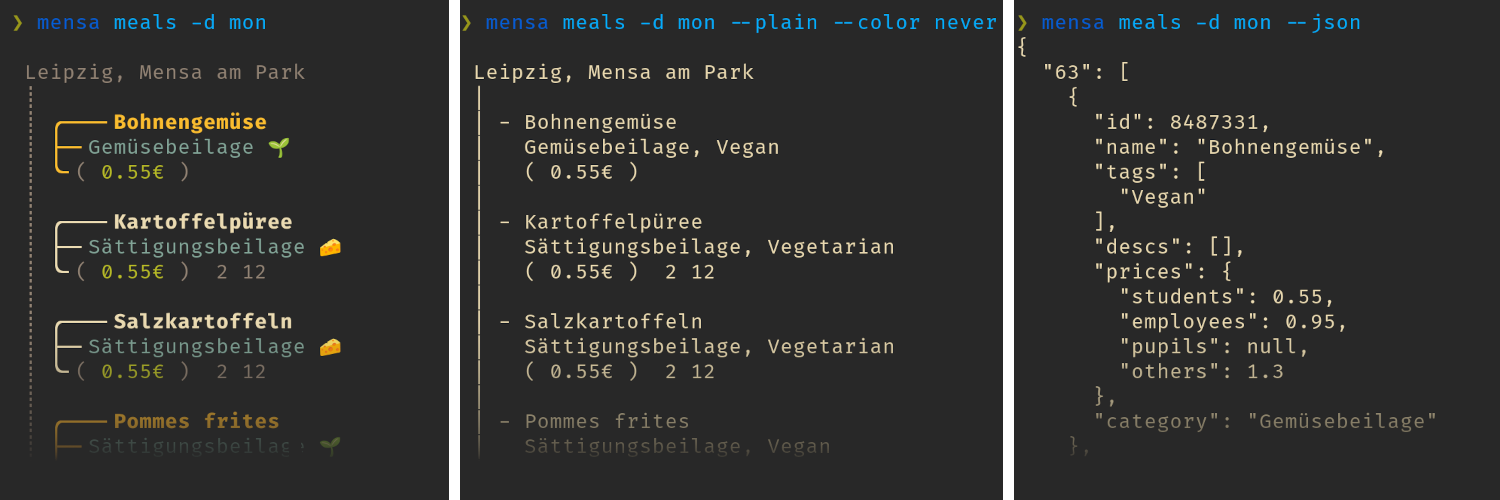 ❯ mensa meals -d mon
Leipzig, Mensa am Park
Bohnengemüse
Gemüsebeilage 🌱
( 0.55€ )
Kartoffelpüree
Sättigungsbeilage 🧀
( 0.55€ ) 2 12
Salzkartoffeln
Sättigungsbeilage 🧀
( 0.55€ ) 2 12
Pommes frites
Sättigungsbeilage 🌱
❯ mensa meals -d mon --plain --color never
Leipzig, Mensa am Park
- Bohnengemüse
Gemüsebeilage, Vegan
( 0.55€ )
- Kartoffelpüree
Sättigungsbeilage, Vegetarian
( 0.55€ ) 2 12
- Salzkartoffeln
Sättigungsbeilage, Vegetarian
( 0.55€ ) 2 12
- Pommes frites
Sättigungsbeilage, Vegan
❯ mensa meals -d mon --json
{
"63": [
{
"id": 8487331,
"name": "Bohnengemüse",
"tags": [
"Vegan"
],
"descs": [],
"prices": {
"students": 0.55,
"employees": 0.95,
"pupils": null,
"others": 1.3
},
"category": "Gemüsebeilage"
},